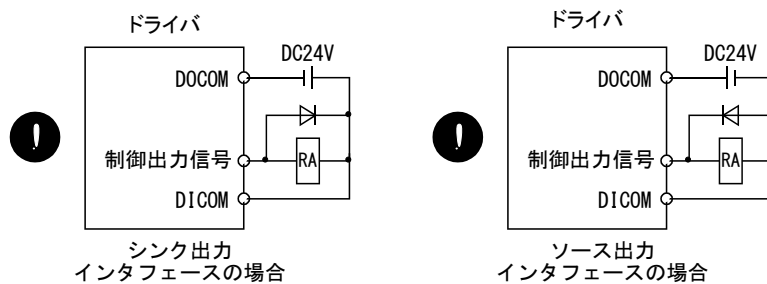 ドライバ
DC24V
DOCOM
制御出力信号
RA
DICOM
シンク出力
インタフェースの場合
ドライバ
DC24V
DOCOM
制御出力信号
RA
DICOM
ソース出力
インタフェースの場合